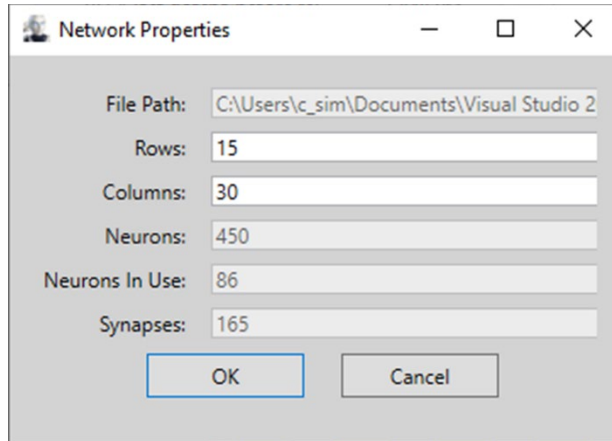 Network Properties
File Path: C:\Users\c_sim\Documents\Visual Studio 2
Rows: 15
Columns: 30
Neurons: 450
Neurons In Use: 86
Synapses: 165
OK Cancel